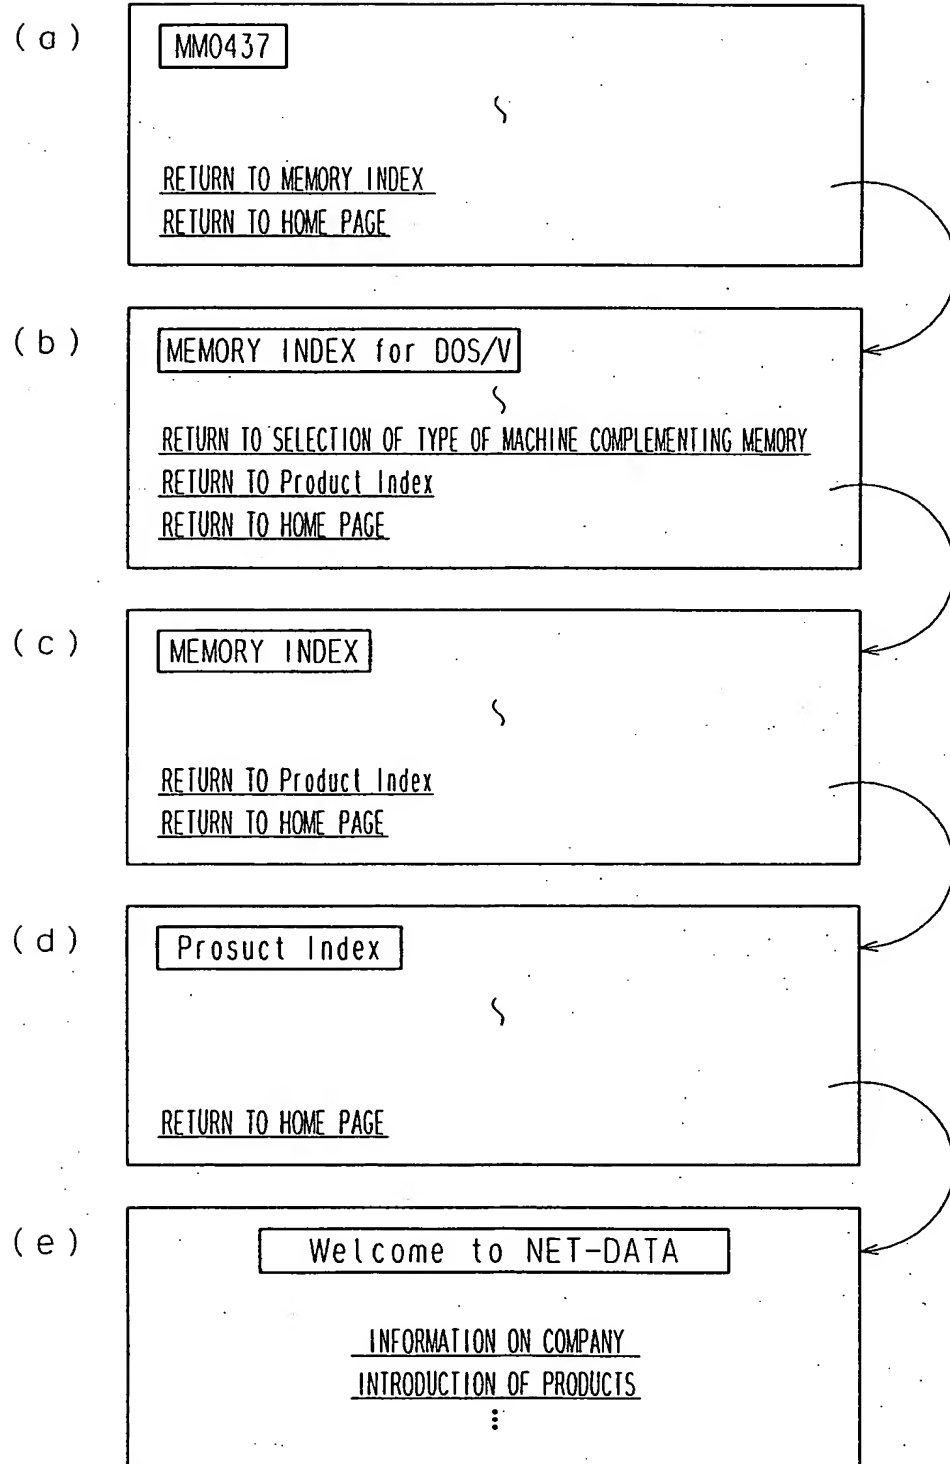 (a)
MM0437
RETURN TO MEMORY INDEX
RETURN TO HOME PAGE
(b)
MEMORY INDEX for DOS/V
RETURN TO SELECTION OF TYPE OF MACHINE COMPLEMENTING MEMORY
RETURN TO Product Index
RETURN TO HOME PAGE
(c)
MEMORY INDEX
RETURN TO Product Index
RETURN TO HOME PAGE
(d)
Prosuct Index
RETURN TO HOME PAGE
(e)
Welcome to NET-DATA
INFORMATION ON COMPANY
INTRODUCTION OF PRODUCTS
⋮